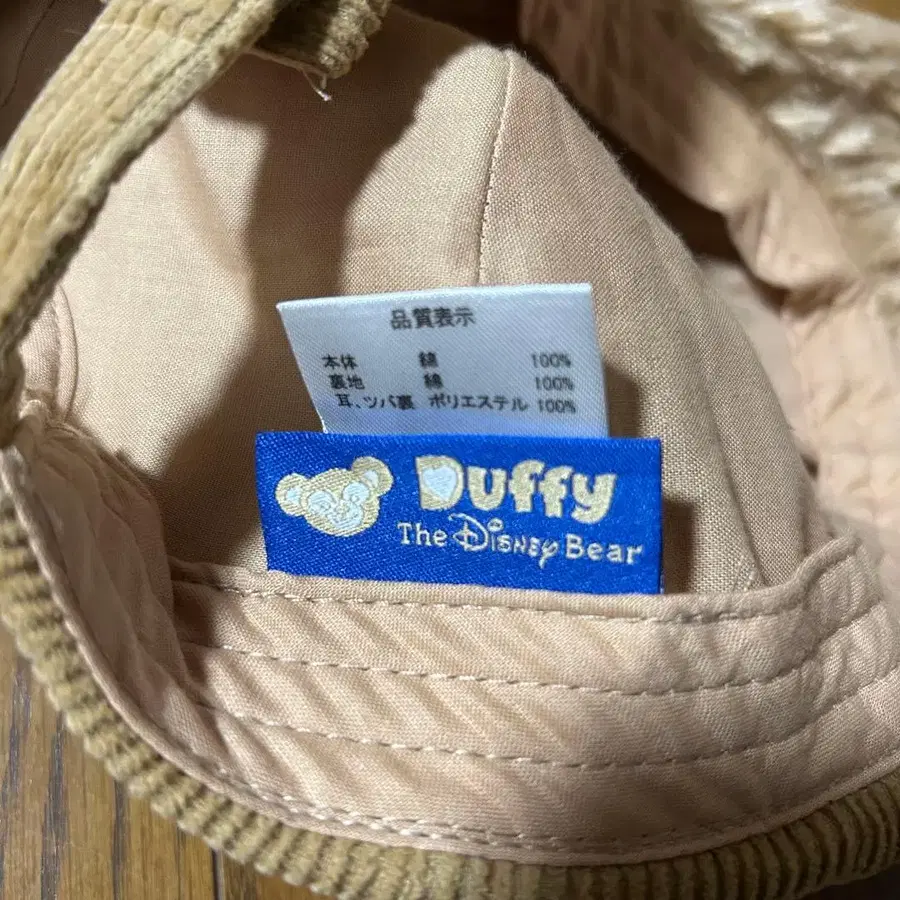 品質表示
本体 綿 100%
裏地 綿 100%
耳、ツバ裏 ポリエステル 100%
Duffy
The Disney Bear